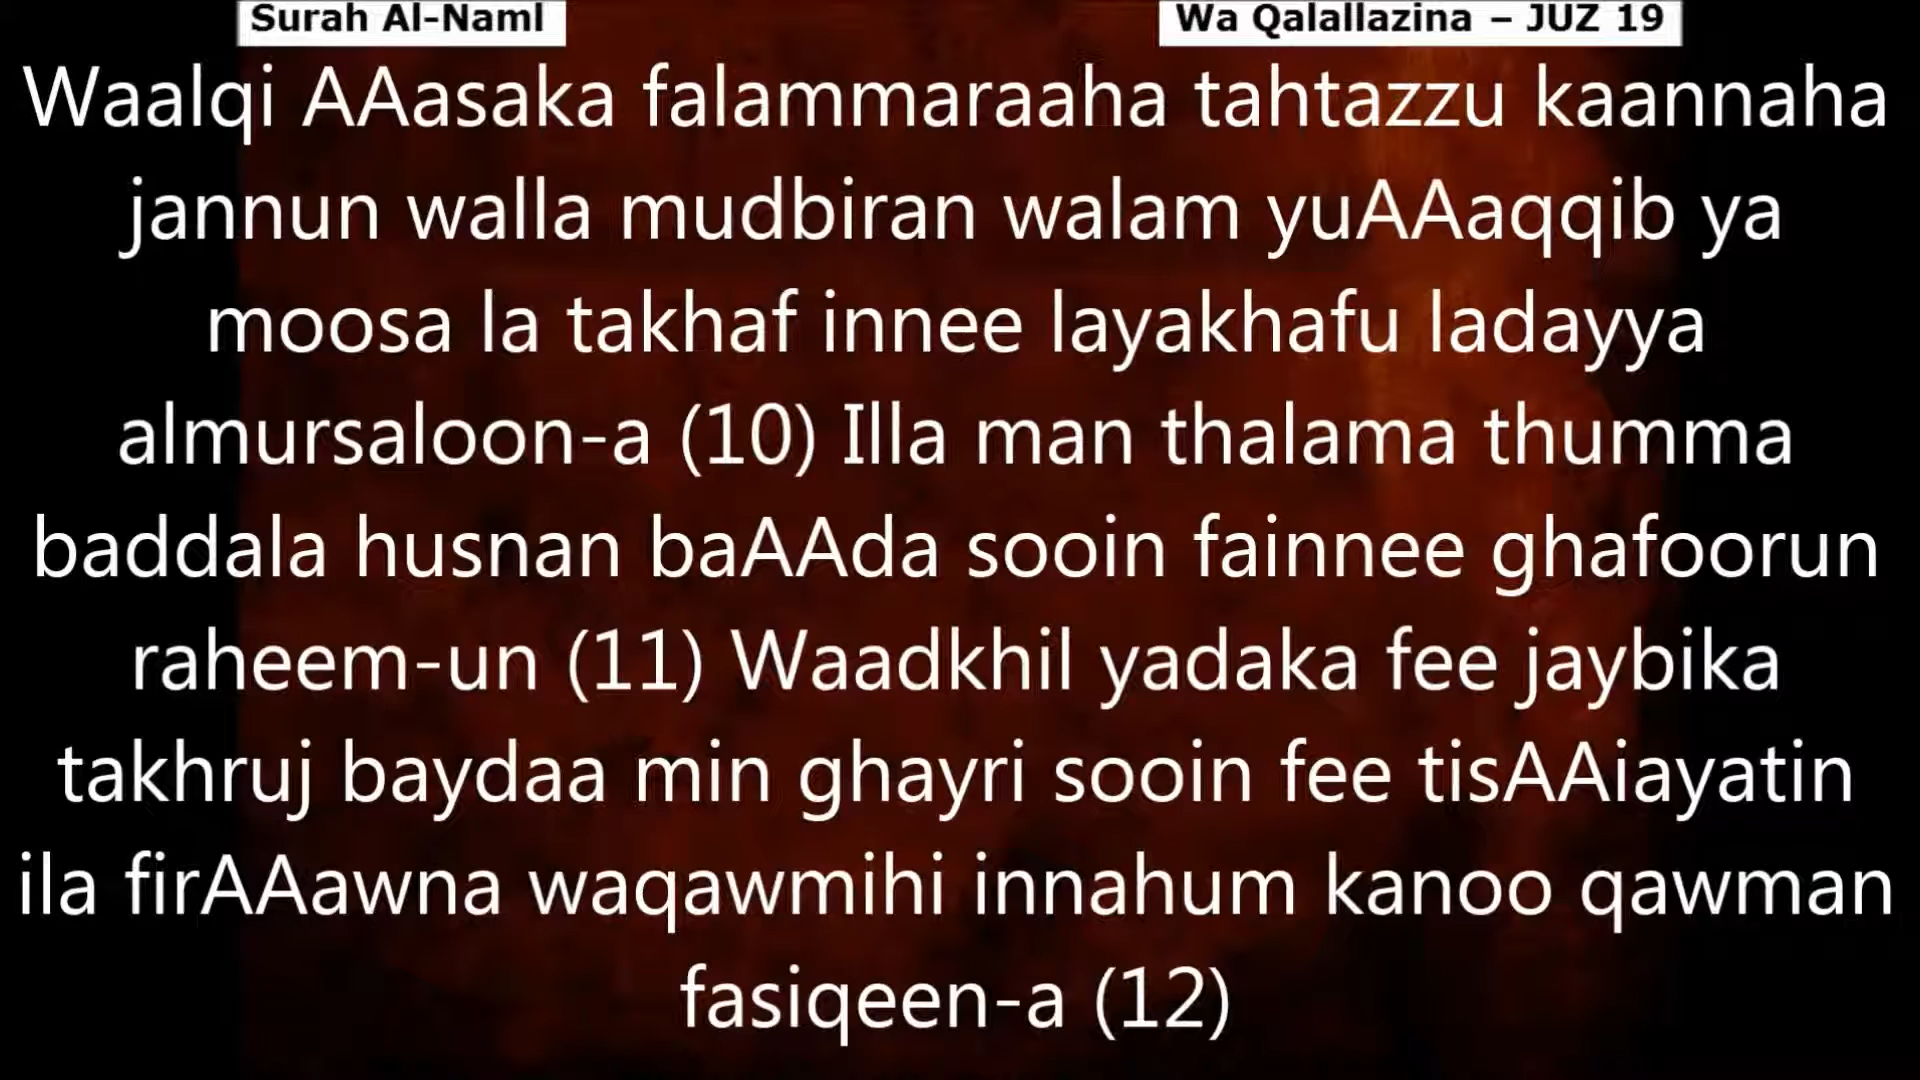 Surah Al-Naml
Wa Qalallazina – JUZ 19
Waalqi AAasaka falammaraaha tahtazzu kaannaha
jannun walla mudbiran walam yuAAaqqib ya
moosa la takhaf innee layakhafu ladayya
almursaloon-a (10) Illa man thalama thumma
baddala husnan baAAda sooin fainnee ghafoorun
raheem-un (11) Waadkhil yadaka fee jaybika
takhruj baydaa min ghayri sooin fee tisAAiayatin
ila firAAawna waqawmihi innahum kanoo qawman
fasiqeen-a (12)